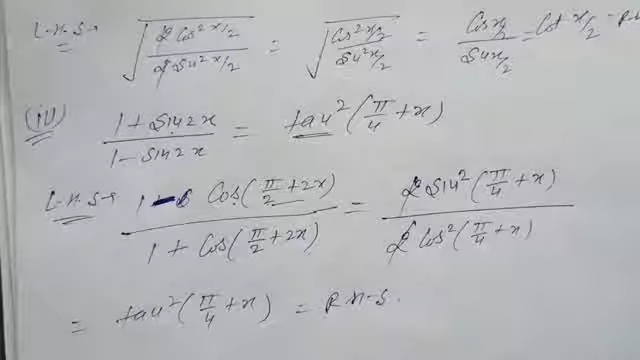 L.H.S → √(2 Cos² x/2 / 2 Sin² x/2) = √(Cos² x/2 / Sin² x/2) = Cos x/2 / Sin x/2 = Cot x/2 = R.H
(iii) (1 + Sin 2x) / (1 - Sin 2x) = tan² (π/4 + x)
L.H.S → (1 - Cos(π/2 + 2x)) / (1 + Cos(π/2 + 2x)) = 2 Sin² (π/4 + x) / 2 Cos² (π/4 + x)
= tan² (π/4 + x) = R.H.S.